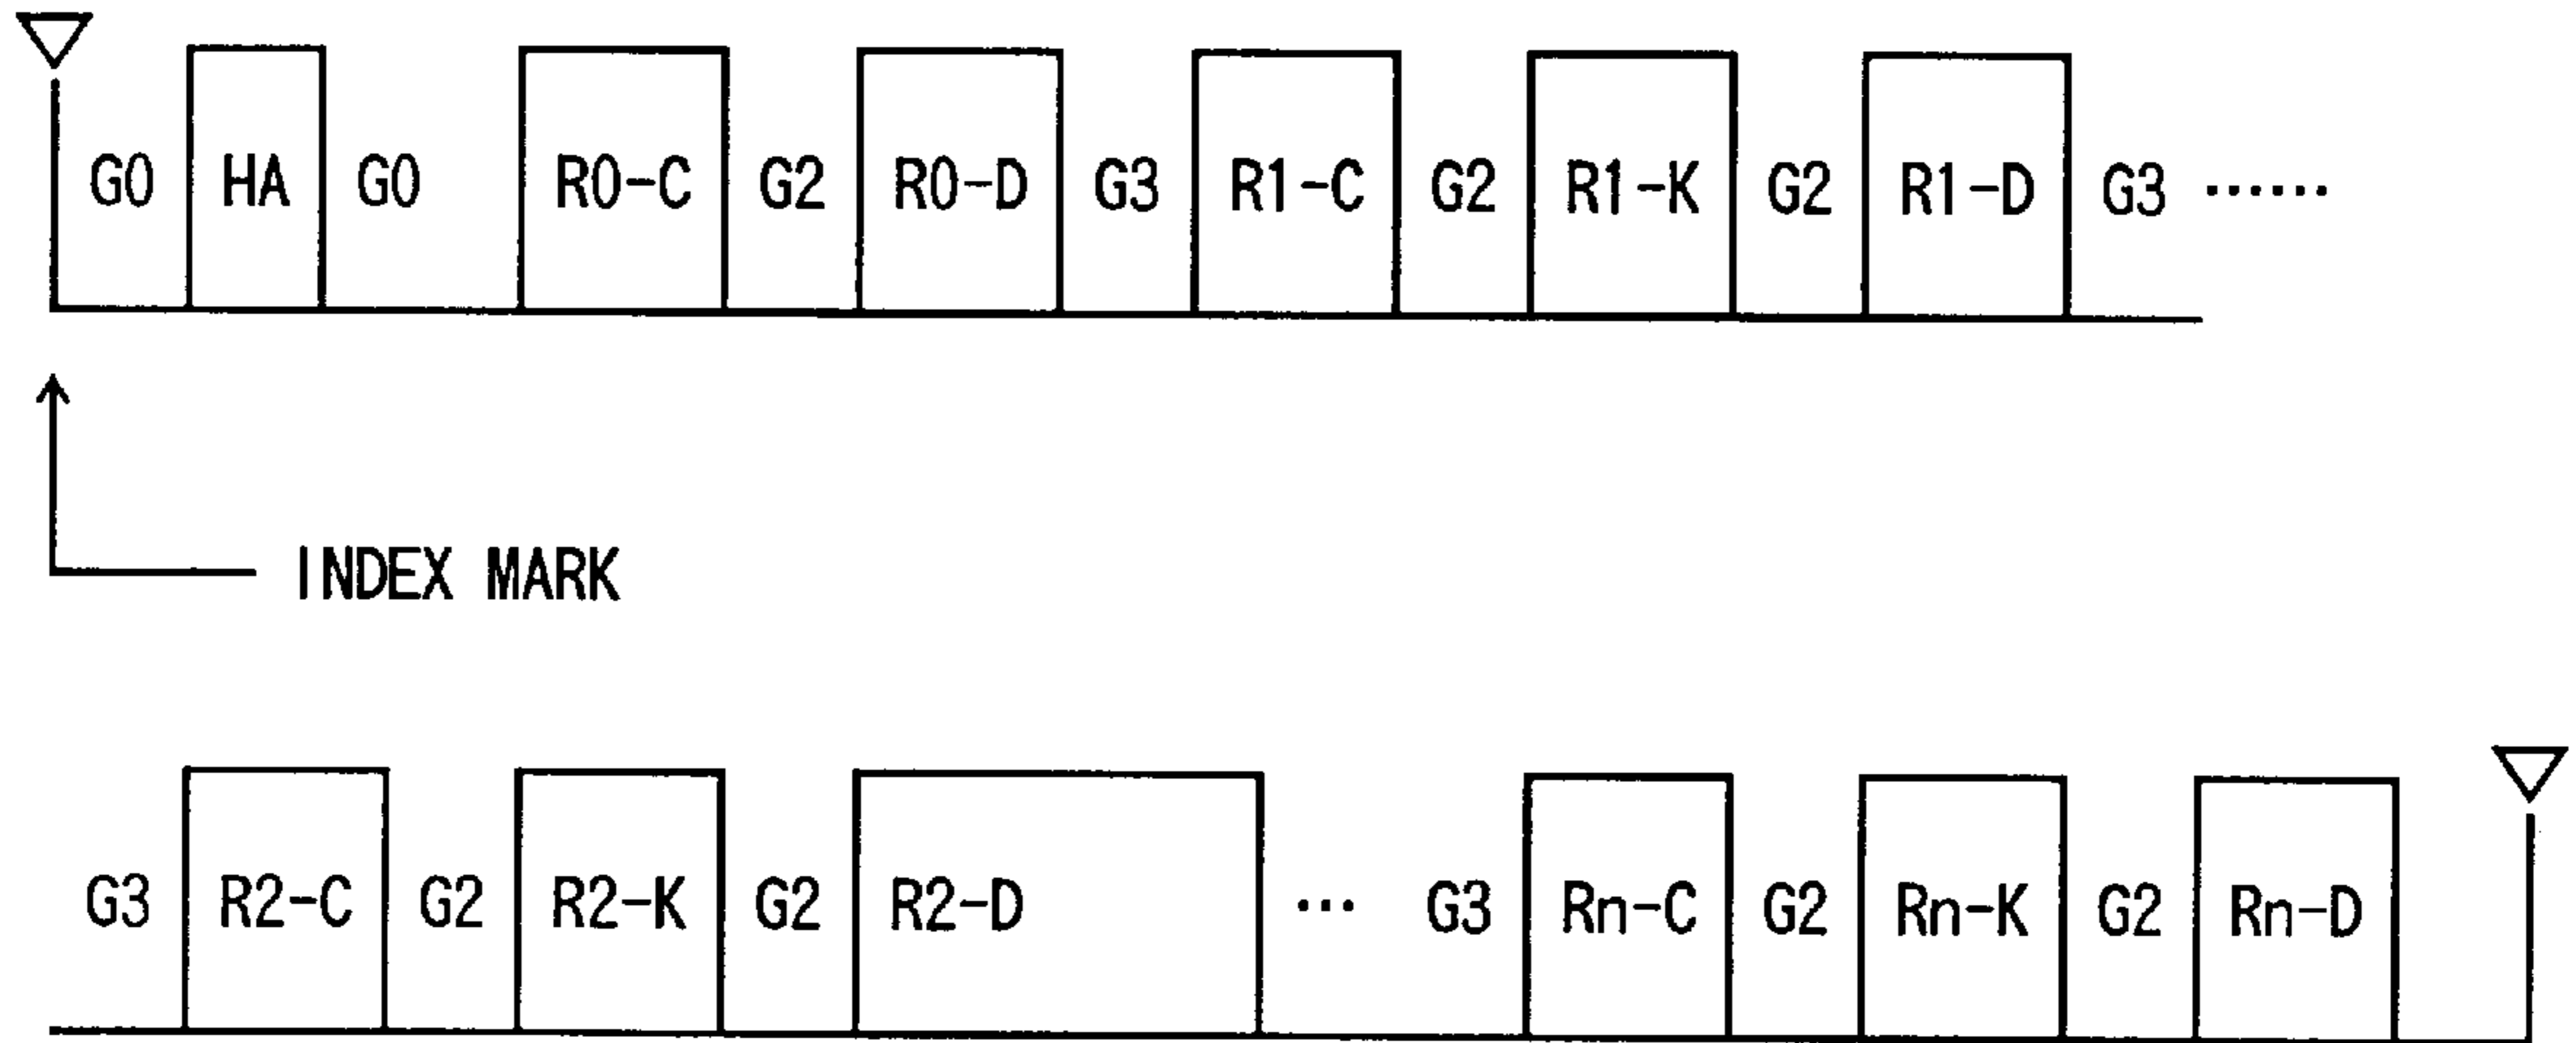 G0 HA G0 R0-C G2 R0-D G3 R1-C G2 R1-K G2 R1-D G3 ······
INDEX MARK
G3 R2-C G2 R2-K G2 R2-D ··· G3 Rn-C G2 Rn-K G2 Rn-D